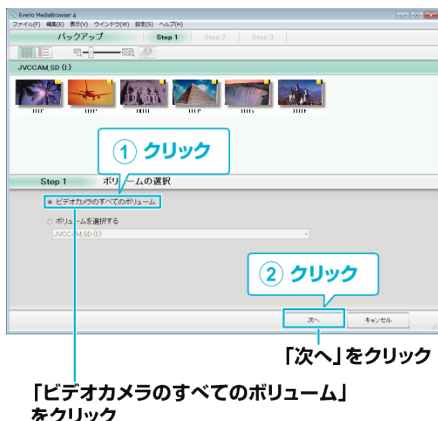 Everio MediaBrowser 4
ファイル(F) 編集(E) 表示(V) ウインドウ(W) 設定(S) ヘルプ(H)
バックアップ Step 1 Step 2 Step 3
JVCCAM_SD (I:)
① クリック
Step 1 ボリュームの選択
ビデオカメラのすべてのボリューム
ボリュームを選択する
JVCCAM_SD (I:)
② クリック
次へ キャンセル
「次へ」をクリック
「ビデオカメラのすべてのボリューム」
をクリック